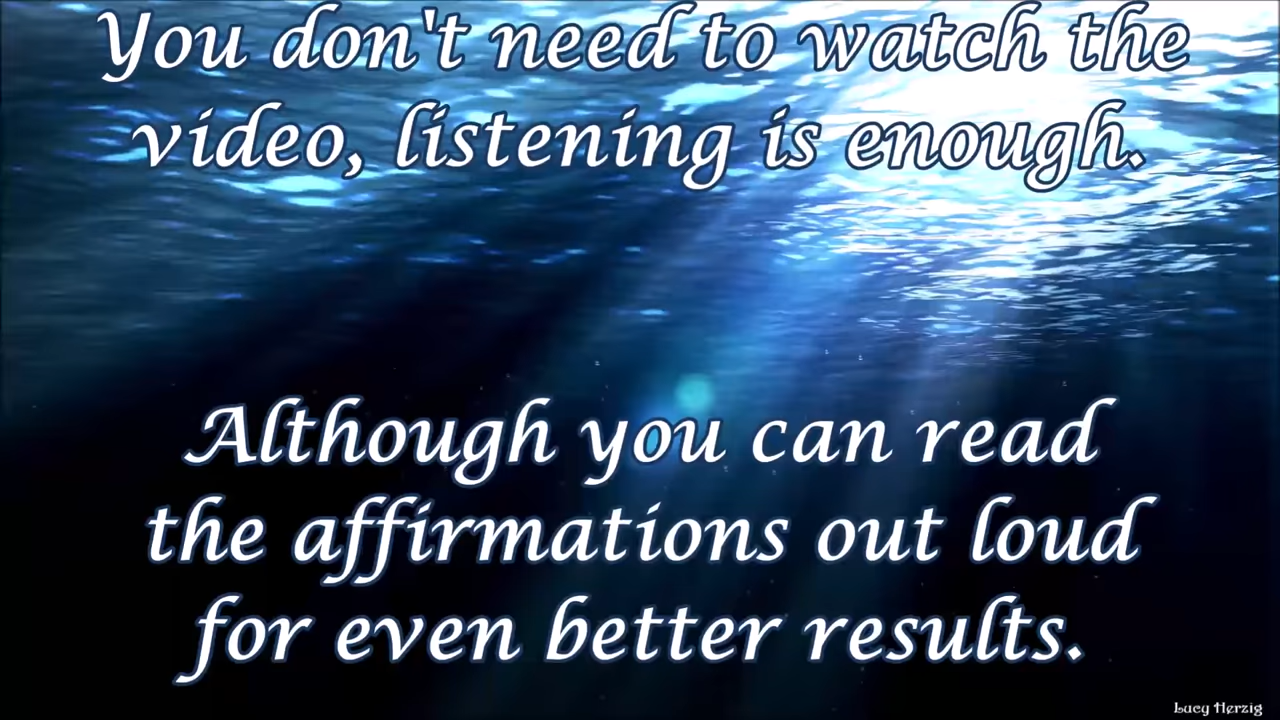 You don't need to watch the
video, listening is enough.
Although you can read
the affirmations out loud
for even better results.
Lucy Herzig